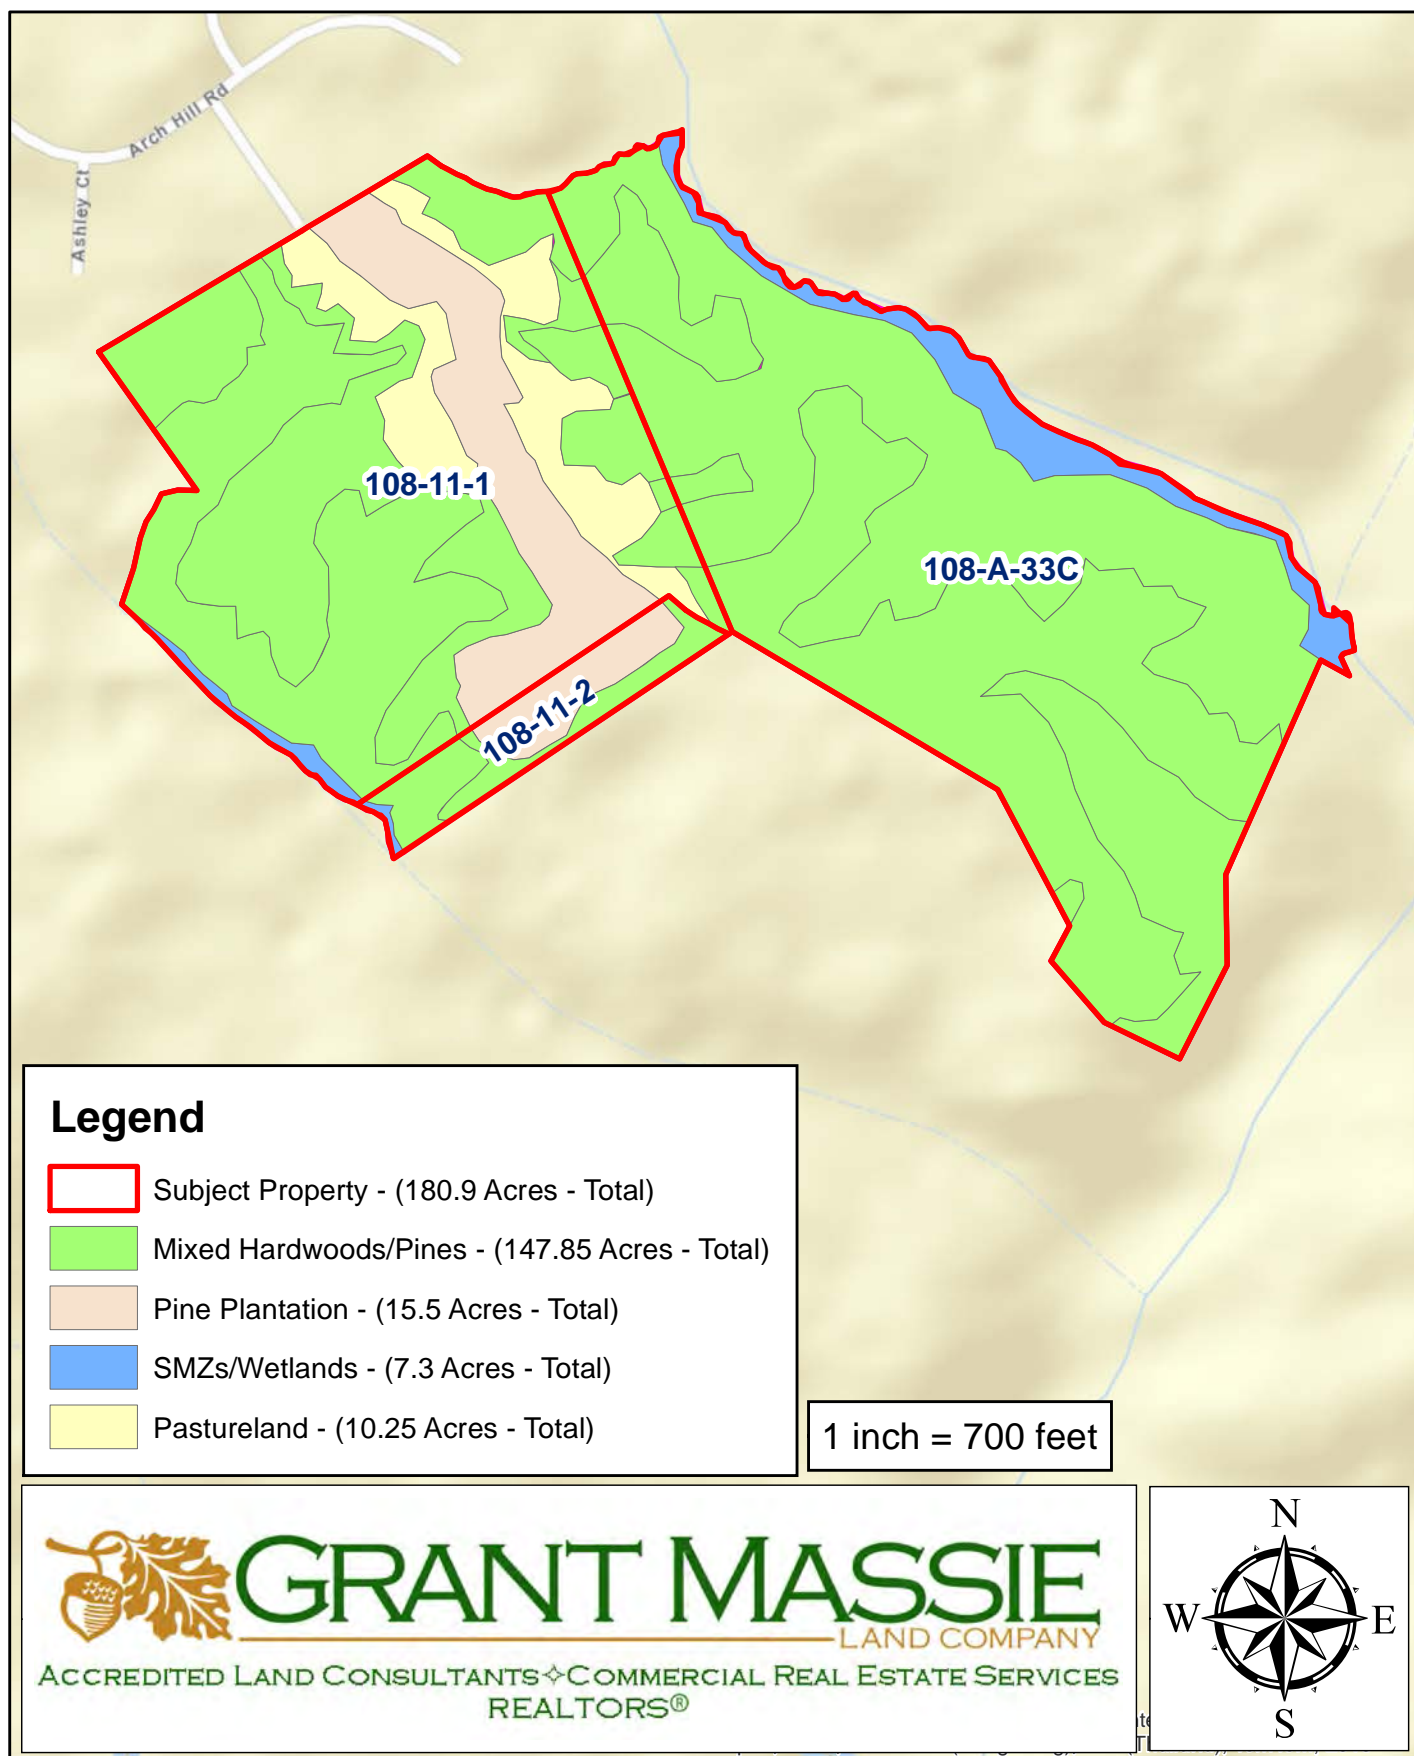 Arch Hill Rd
Ashley Ct
108-11-1
108-A-33C
108-11-2
Legend
Subject Property - (180.9 Acres - Total)
Mixed Hardwoods/Pines - (147.85 Acres - Total)
Pine Plantation - (15.5 Acres - Total)
SMZs/Wetlands - (7.3 Acres - Total)
Pastureland - (10.25 Acres - Total)
1 inch = 700 feet
GRANT MASSIE
LAND COMPANY
ACCREDITED LAND CONSULTANTS✧COMMERCIAL REAL ESTATE SERVICES
REALTORS®
N
W E
S